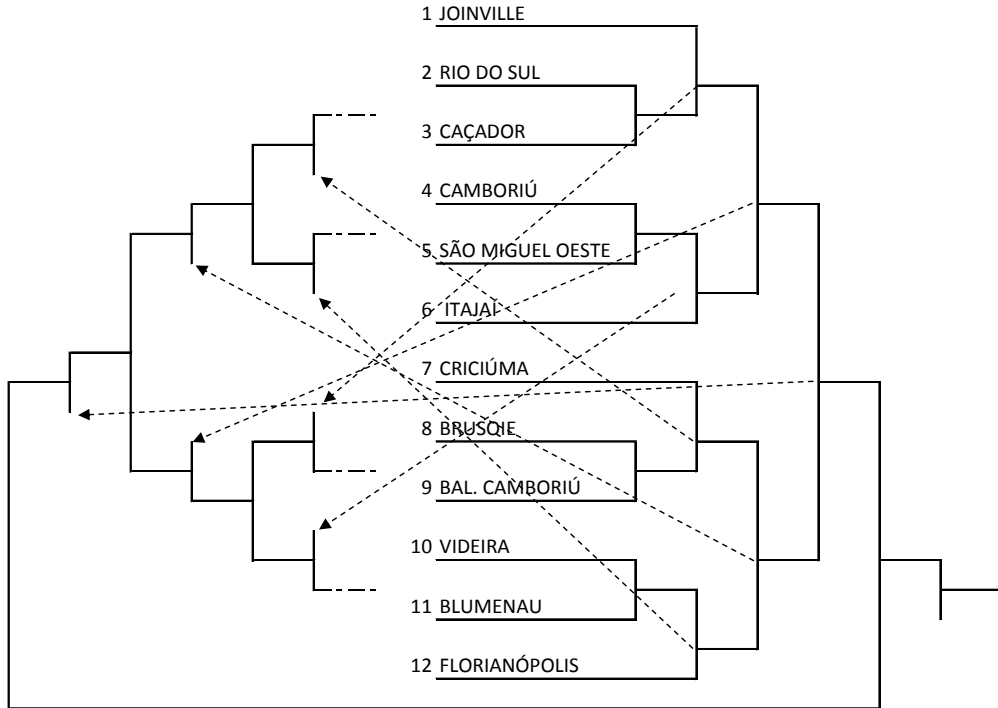 1 JOINVILLE
2 RIO DO SUL
3 CAÇADOR
4 CAMBORIÚ
5 SÃO MIGUEL OESTE
6 ITAJAÍ
7 CRICIÚMA
8 BRUSQUE
9 BAL. CAMBORIÚ
10 VIDEIRA
11 BLUMENAU
12 FLORIANÓPOLIS